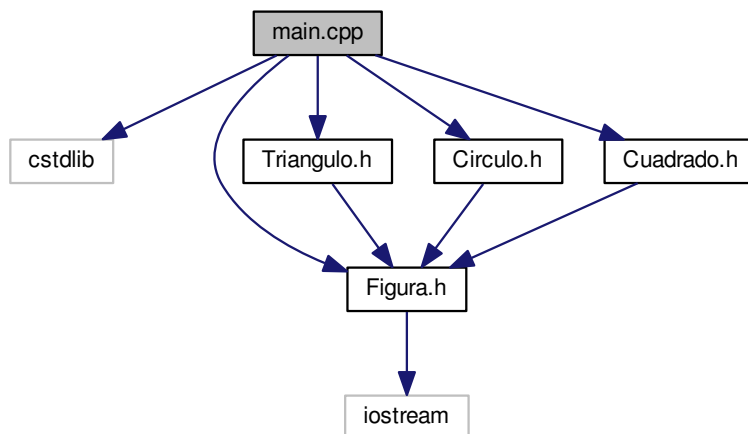 main.cpp
cstdlib
Triangulo.h
Circulo.h
Cuadrado.h
Figura.h
iostream